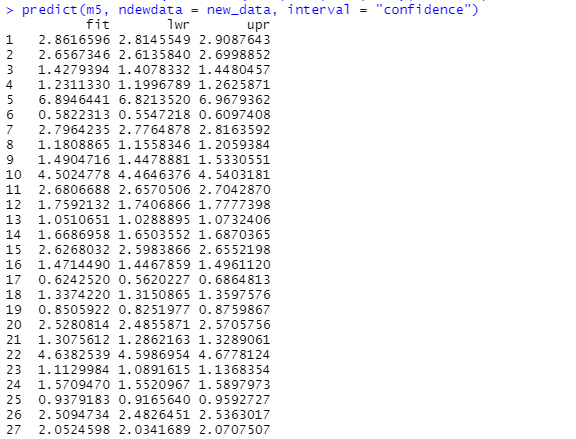 > predict(m5, ndewdata = new_data, interval = "confidence")
fit lwr upr
1 2.8616596 2.8145549 2.9087643
2 2.6567346 2.6135840 2.6998852
3 1.4279394 1.4078332 1.4480457
4 1.2311330 1.1996789 1.2625871
5 6.8946441 6.8213520 6.9679362
6 0.5822313 0.5547218 0.6097408
7 2.7964235 2.7764878 2.8163592
8 1.1808865 1.1558346 1.2059384
9 1.4904716 1.4478881 1.5330551
10 4.5024778 4.4646376 4.5403181
11 2.6806688 2.6570506 2.7042870
12 1.7592132 1.7406866 1.7777398
13 1.0510651 1.0288895 1.0732406
14 1.6686958 1.6503552 1.6870365
15 2.6268032 2.5983866 2.6552198
16 1.4714490 1.4467859 1.4961120
17 0.6242520 0.5620227 0.6864813
18 1.3374220 1.3150865 1.3597576
19 0.8505922 0.8251977 0.8759867
20 2.5280814 2.4855871 2.5705756
21 1.3075612 1.2862163 1.3289061
22 4.6382539 4.5986954 4.6778124
23 1.1129984 1.0891615 1.1368354
24 1.5709470 1.5520967 1.5897973
25 0.9379183 0.9165640 0.9592727
26 2.5094734 2.4826451 2.5363017
27 2.0524598 2.0341689 2.0707507